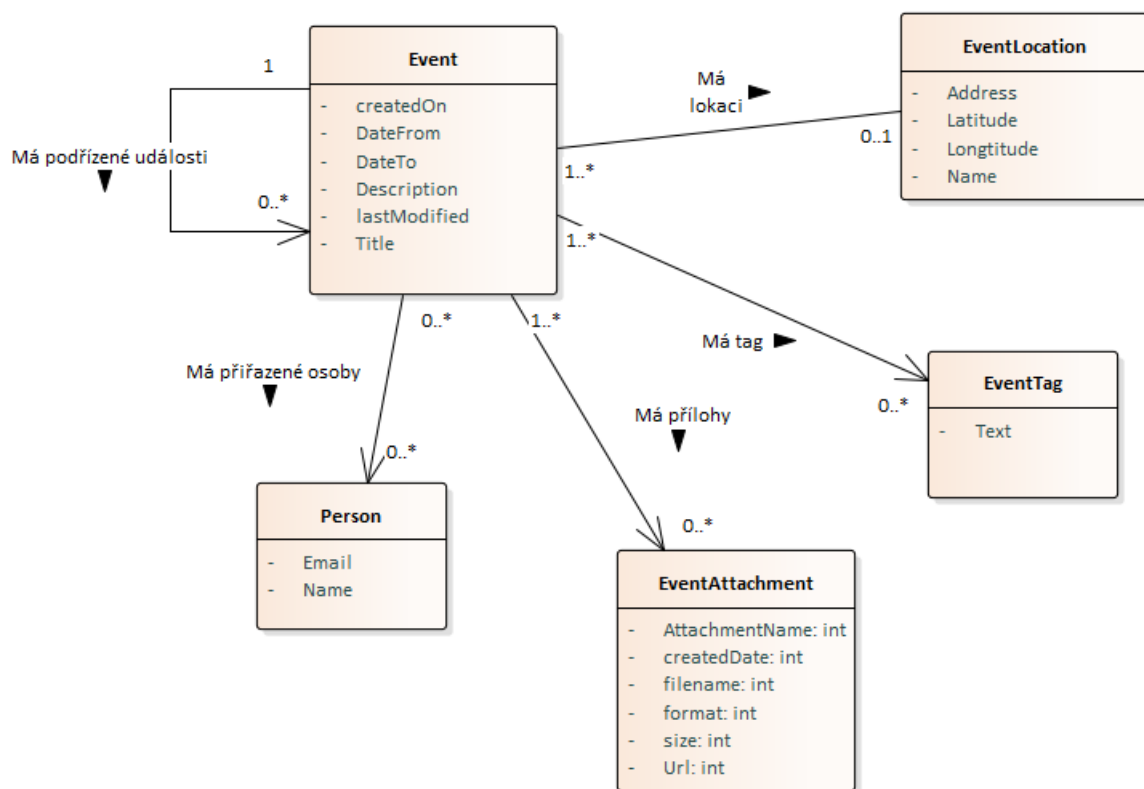 Event
- createdOn
- DateFrom
- DateTo
- Description
- lastModified
- Title
1
Má podřízené události
0..*
Má
lokaci
1..*
0..1
EventLocation
- Address
- Latitude
- Longtitude
- Name
1..*
Má tag
0..*
EventTag
- Text
0..*
Má přiřazené osoby
0..*
Person
- Email
- Name
1..*
Má přílohy
0..*
EventAttachment
- AttachmentName: int
- createdDate: int
- filename: int
- format: int
- size: int
- Url: int